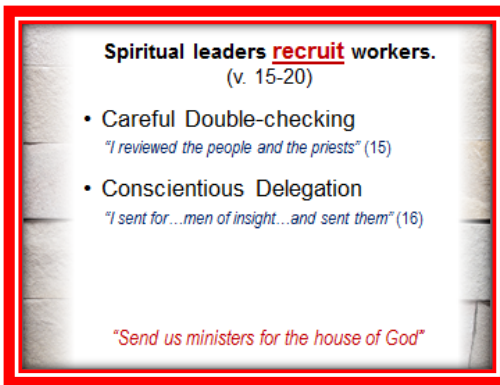 Spiritual leaders recruit workers.
(v. 15-20)
• Careful Double-checking
“I reviewed the people and the priests” (15)
• Conscientious Delegation
“I sent for…men of insight…and sent them” (16)
“Send us ministers for the house of God”